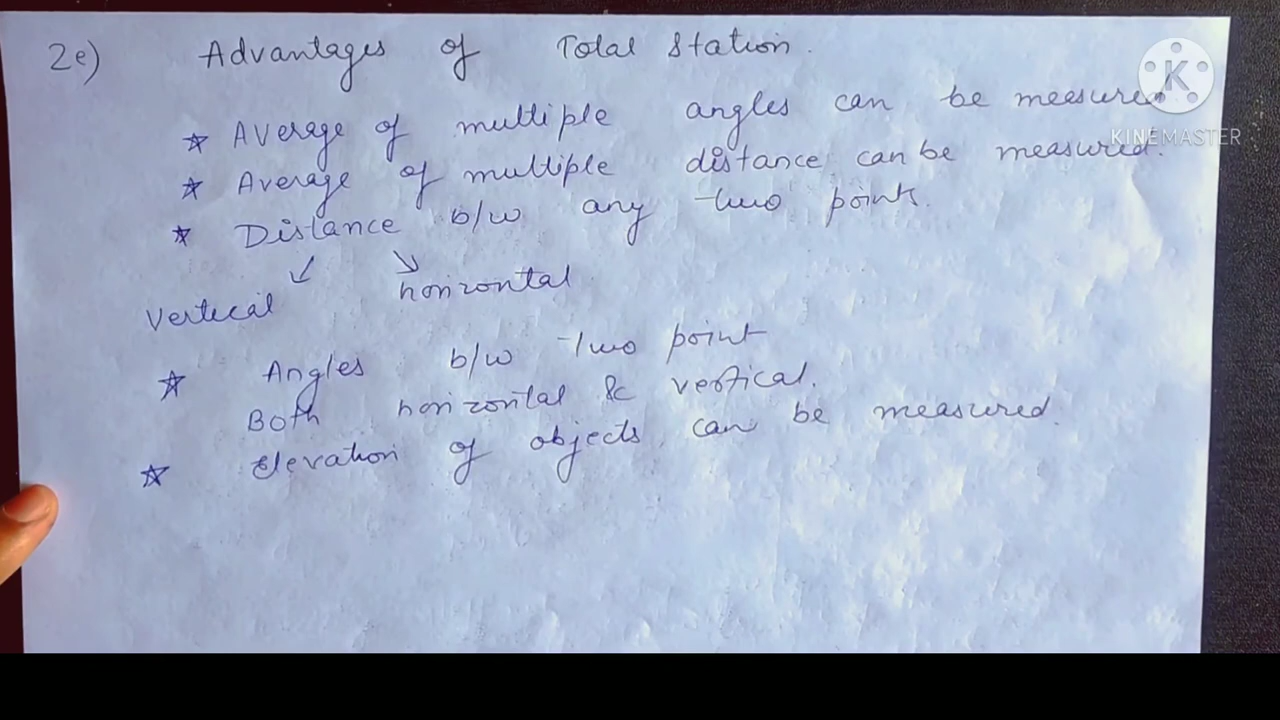 2e) Advantages of Total Station.
☆ Average of multiple angles can be measured
☆ Average of multiple distance can be measured.
☆ Distance b/w any two points.
↙ ↘
Vertical horizontal
☆ Angles b/w two point
Both horizontal & vertical.
☆ Elevation of objects can be measured.
K
KINEMASTER